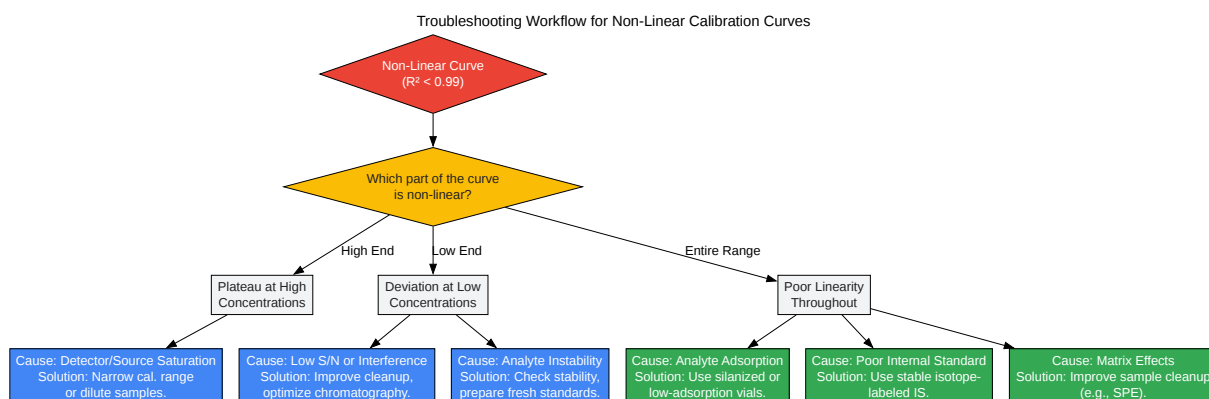 Troubleshooting Workflow for Non-Linear Calibration Curves
Non-Linear Curve
(R² < 0.99)
Which part of the curve
is non-linear?
High End
Low End
Entire Range
Plateau at High
Concentrations
Deviation at Low
Concentrations
Poor Linearity
Throughout
Cause: Detector/Source Saturation
Solution: Narrow cal. range
or dilute samples.
Cause: Low S/N or Interference
Solution: Improve cleanup,
optimize chromatography.
Cause: Analyte Instability
Solution: Check stability,
prepare fresh standards.
Cause: Analyte Adsorption
Solution: Use silanized or
low-adsorption vials.
Cause: Poor Internal Standard
Solution: Use stable isotope-
labeled IS.
Cause: Matrix Effects
Solution: Improve sample cleanup
(e.g., SPE).